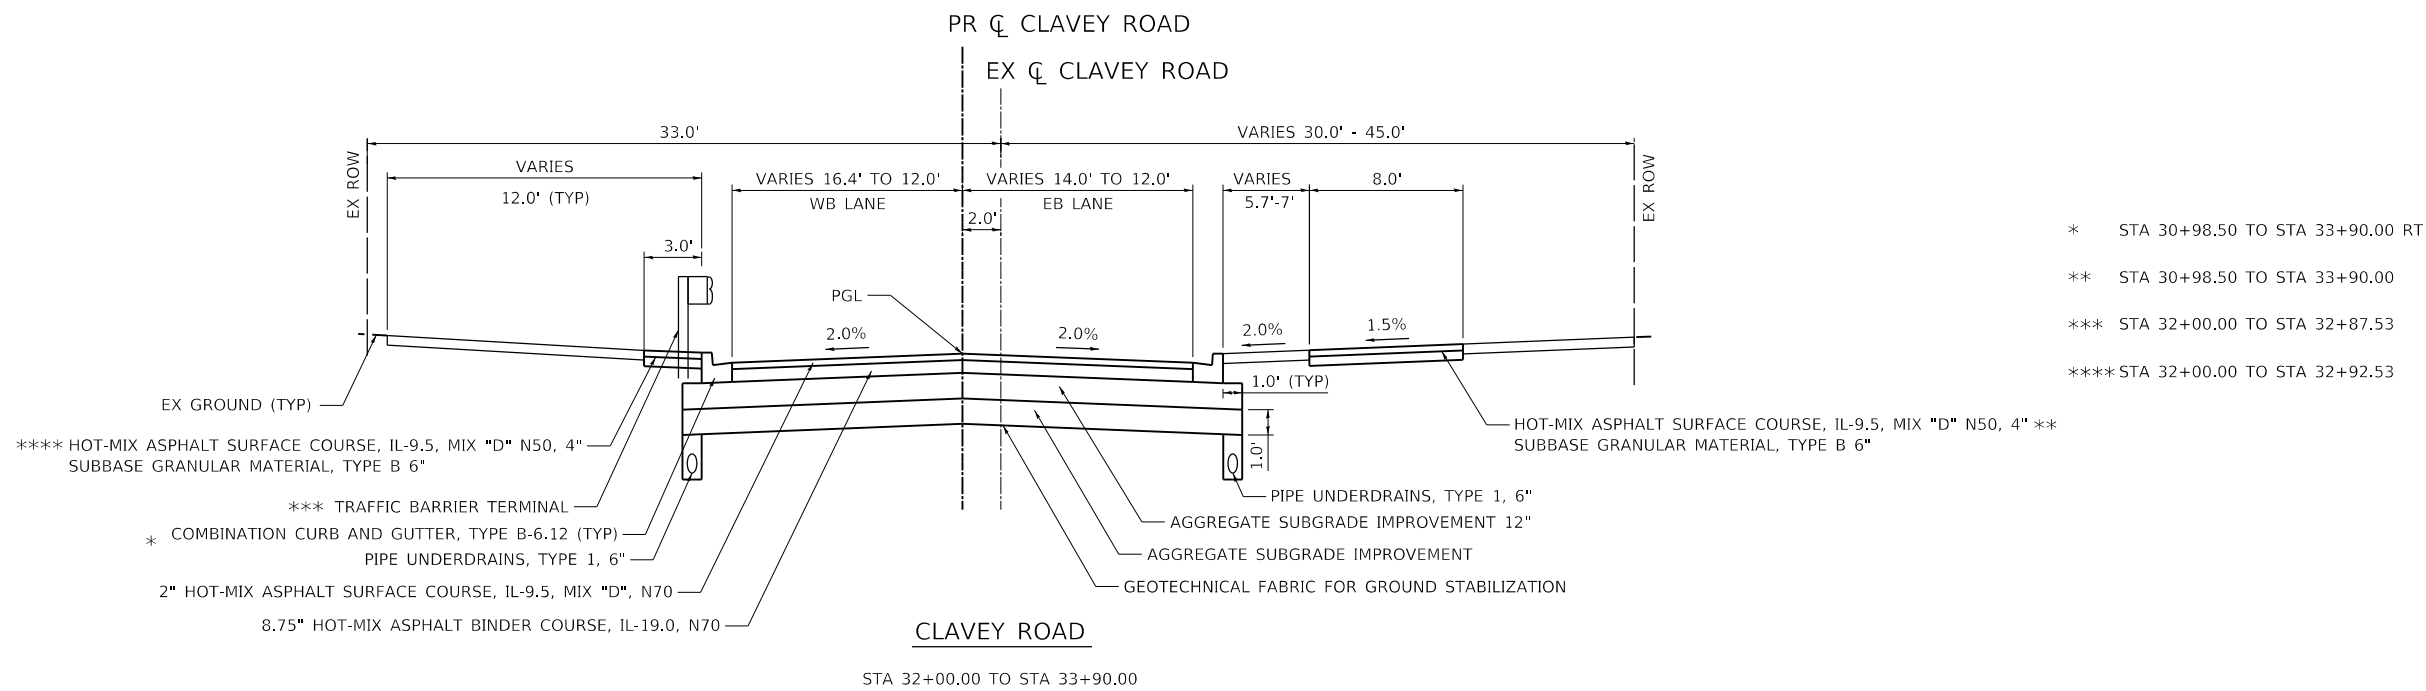 PR ℄ CLAVEY ROAD
EX ℄ CLAVEY ROAD
33.0'
VARIES 30.0' - 45.0'
EX ROW
VARIES
12.0' (TYP)
VARIES 16.4' TO 12.0'
WB LANE
VARIES 14.0' TO 12.0'
EB LANE
VARIES
5.7'-7'
8.0'
EX ROW
2.0'
3.0'
PGL
2.0%
2.0%
2.0%
1.5%
1.0' (TYP)
1.0'
EX GROUND (TYP)
**** HOT-MIX ASPHALT SURFACE COURSE, IL-9.5, MIX "D" N50, 4"
SUBBASE GRANULAR MATERIAL, TYPE B 6"
*** TRAFFIC BARRIER TERMINAL
* COMBINATION CURB AND GUTTER, TYPE B-6.12 (TYP)
PIPE UNDERDRAINS, TYPE 1, 6"
2" HOT-MIX ASPHALT SURFACE COURSE, IL-9.5, MIX "D", N70
8.75" HOT-MIX ASPHALT BINDER COURSE, IL-19.0, N70
HOT-MIX ASPHALT SURFACE COURSE, IL-9.5, MIX "D" N50, 4" **
SUBBASE GRANULAR MATERIAL, TYPE B 6"
PIPE UNDERDRAINS, TYPE 1, 6"
AGGREGATE SUBGRADE IMPROVEMENT 12"
AGGREGATE SUBGRADE IMPROVEMENT
GEOTECHNICAL FABRIC FOR GROUND STABILIZATION
* STA 30+98.50 TO STA 33+90.00 RT
** STA 30+98.50 TO STA 33+90.00
*** STA 32+00.00 TO STA 32+87.53
**** STA 32+00.00 TO STA 32+92.53
CLAVEY ROAD
STA 32+00.00 TO STA 33+90.00